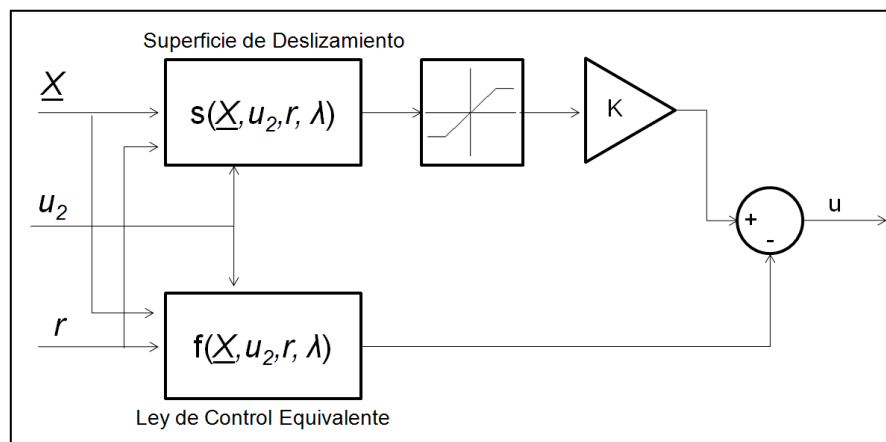 Superficie de Deslizamiento
X
s(X,u2,r, λ)
K
u2
u
+
-
r
f(X,u2,r, λ)
Ley de Control Equivalente